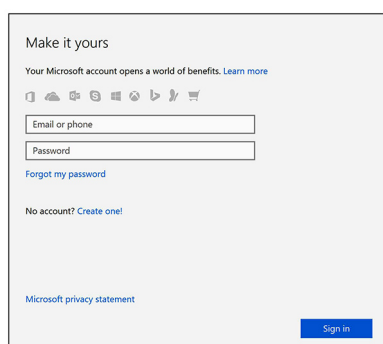 Make it yours
Your Microsoft account opens a world of benefits. Learn more
Email or phone
Password
Forgot my password
No account? Create one!
Microsoft privacy statement
Sign in